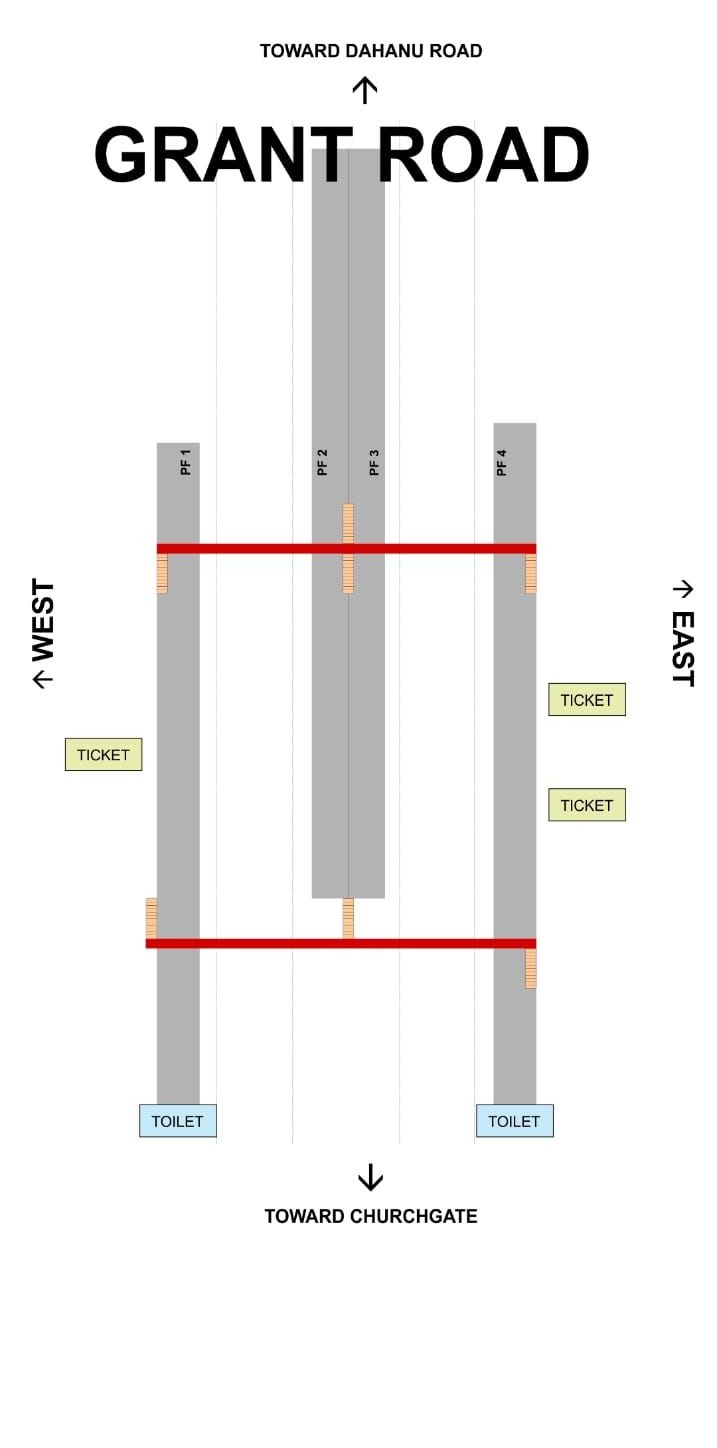 TOWARD DAHANU ROAD
↑
GRANT ROAD
PF 1
PF 2
PF 3
PF 4
← WEST
→ EAST
TICKET
TICKET
TICKET
TOILET
TOILET
↓
TOWARD CHURCHGATE